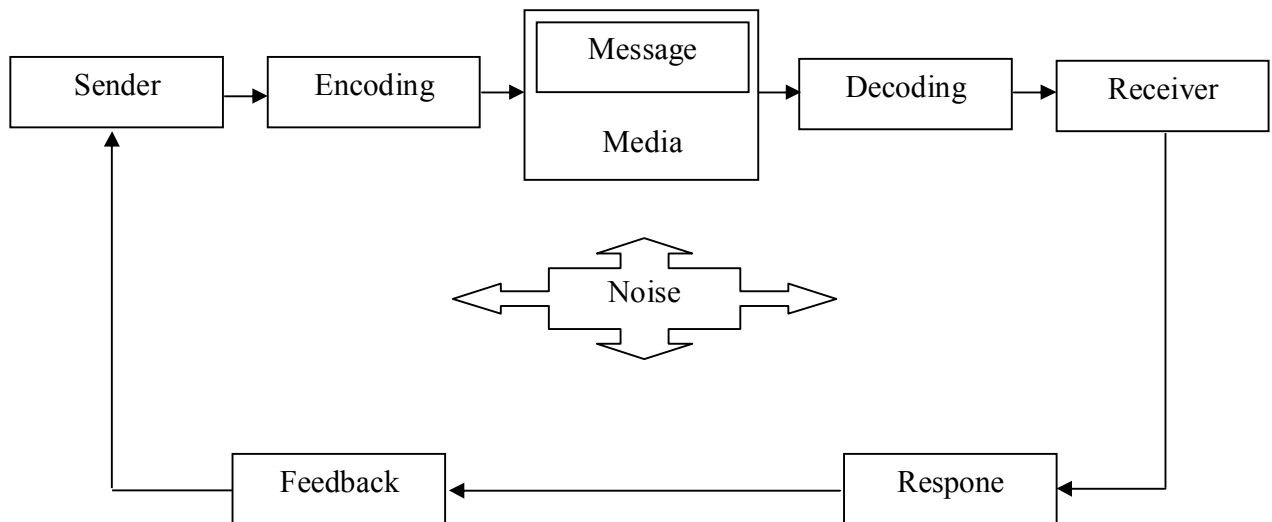 Sender
Encoding
Message
Media
Decoding
Receiver
Noise
Feedback
Respone